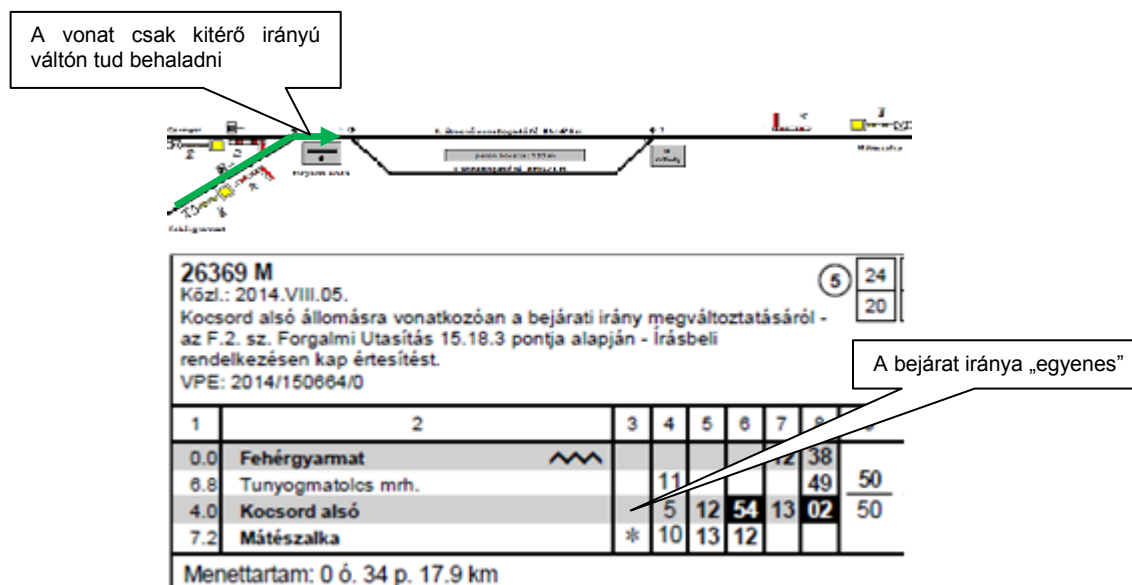 A vonat csak kitérő irányú
váltón tud behaladni
Mátészalka
Fehérgyarmat
26369 M
5 24
20
Közl.: 2014.VIII.05.
Kocsord alsó állomásra vonatkozóan a bejárati irány megváltoztatásáról -
az F.2. sz. Forgalmi Utasítás 15.18.3 pontja alapján - Írásbeli
rendelkezésen kap értesítést.
VPE: 2014/150664/0
A bejárat iránya „egyenes”
1 2 3 4 5 6 7 8
0.0 Fehérgyarmat 12 38
6.8 Tunyogmatolcs mrh. 11 49 50
4.0 Kocsord alsó 5 12 54 13 02 50
7.2 Mátészalka * 10 13 12
Menettartam: 0 ó. 34 p. 17.9 km